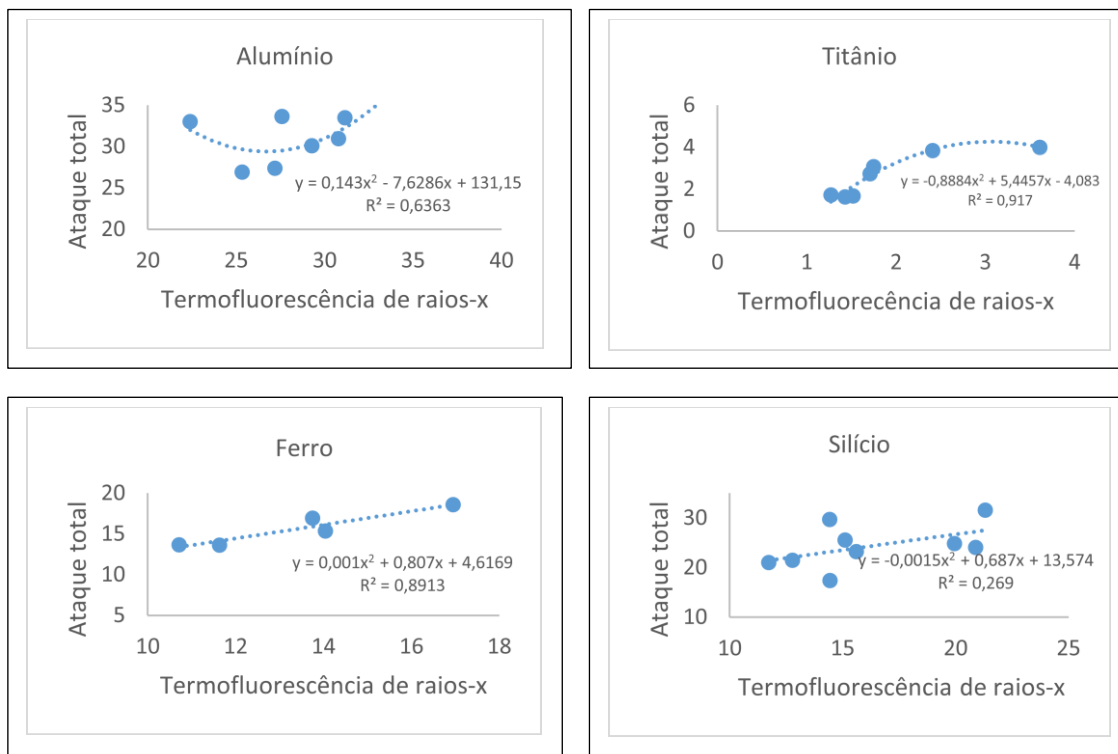 Alumínio
Ataque total
35
30
25
20
y = 0,143x² - 7,6286x + 131,15
R² = 0,6363
20 25 30 35 40
Termofluorescência de raios-x
Titânio
Ataque total
6
4
2
0
y = -0,8884x² + 5,4457x - 4,083
R² = 0,917
0 1 2 3 4
Termofluorecência de raios-x
Ferro
Ataque total
20
15
10
5
y = 0,001x² + 0,807x + 4,6169
R² = 0,8913
10 12 14 16 18
Termofluorescência de raios-x
Silício
Ataque total
30
20
10
y = -0,0015x² + 0,687x + 13,574
R² = 0,269
10 15 20 25
Termofluorescência de raios-x